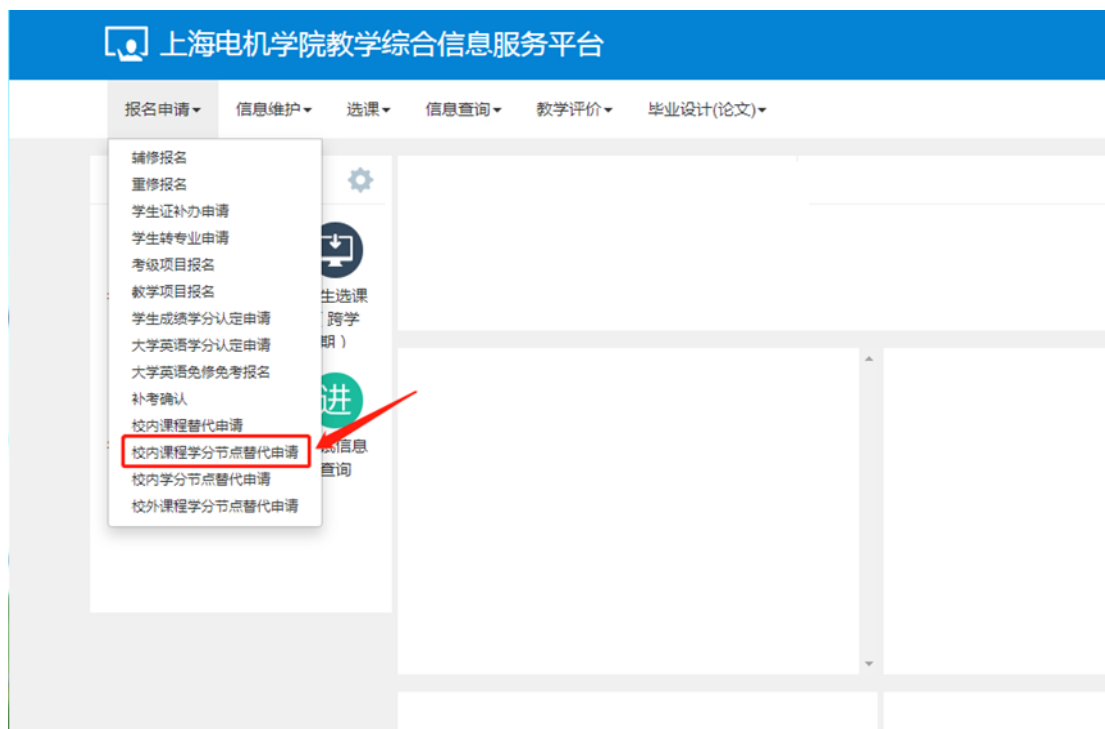 上海电机学院教学综合信息服务平台
报名申请 信息维护 选课 信息查询 教学评价 毕业设计(论文)
辅修报名
重修报名
学生证补办申请
学生转专业申请
考级项目报名
教学项目报名
学生成绩学分认定申请
大学英语学分认定申请
大学英语免修免考报名
补考确认
校内课程替代申请
校内课程学分节点替代申请
校内学分节点替代申请
校外课程学分节点替代申请
生选课
跨学
期）
进
信息
查询